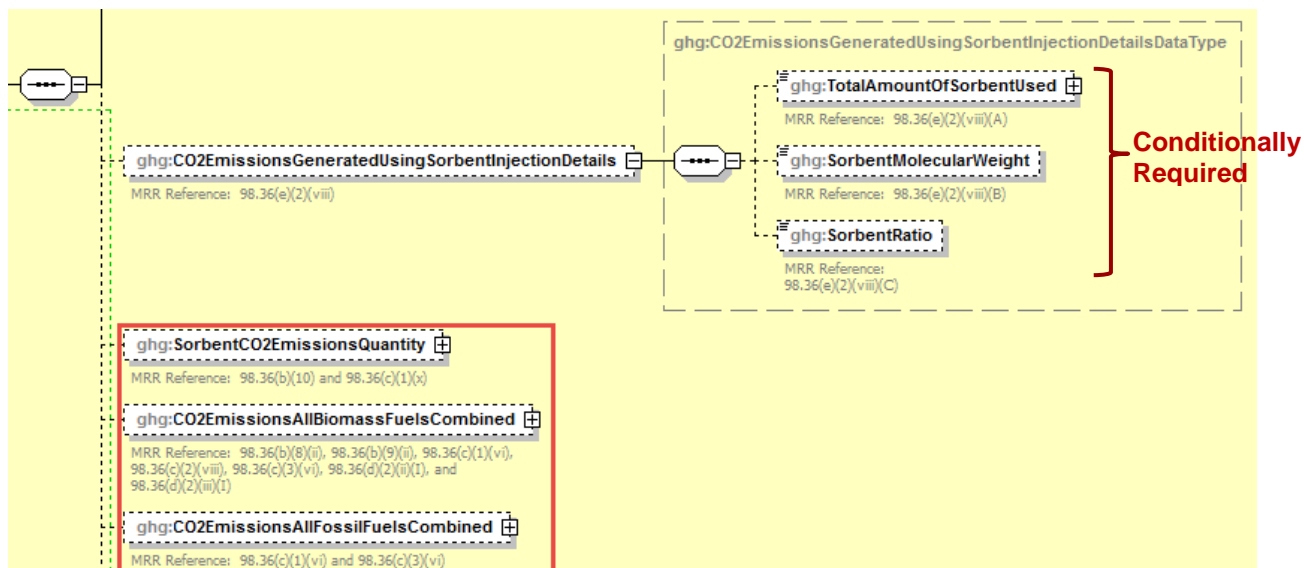 ghg:CO2EmissionsGeneratedUsingSorbentInjectionDetailsDataType
ghg:TotalAmountOfSorbentUsed
MRR Reference: 98.36(e)(2)(viii)(A)
ghg:CO2EmissionsGeneratedUsingSorbentInjectionDetails
MRR Reference: 98.36(e)(2)(viii)
ghg:SorbentMolecularWeight
MRR Reference: 98.36(e)(2)(viii)(B)
ghg:SorbentRatio
MRR Reference:
98.36(e)(2)(viii)(C)
Conditionally
Required
ghg:SorbentCO2EmissionsQuantity
MRR Reference: 98.36(b)(10) and 98.36(c)(1)(x)
ghg:CO2EmissionsAllBiomassFuelsCombined
MRR Reference: 98.36(b)(8)(ii), 98.36(b)(9)(ii), 98.36(c)(1)(vi),
98.36(c)(2)(viii), 98.36(c)(3)(vi), 98.36(d)(2)(ii)(I), and
98.36(d)(2)(iii)(I)
ghg:CO2EmissionsAllFossilFuelsCombined
MRR Reference: 98.36(c)(1)(vi) and 98.36(c)(3)(vi)